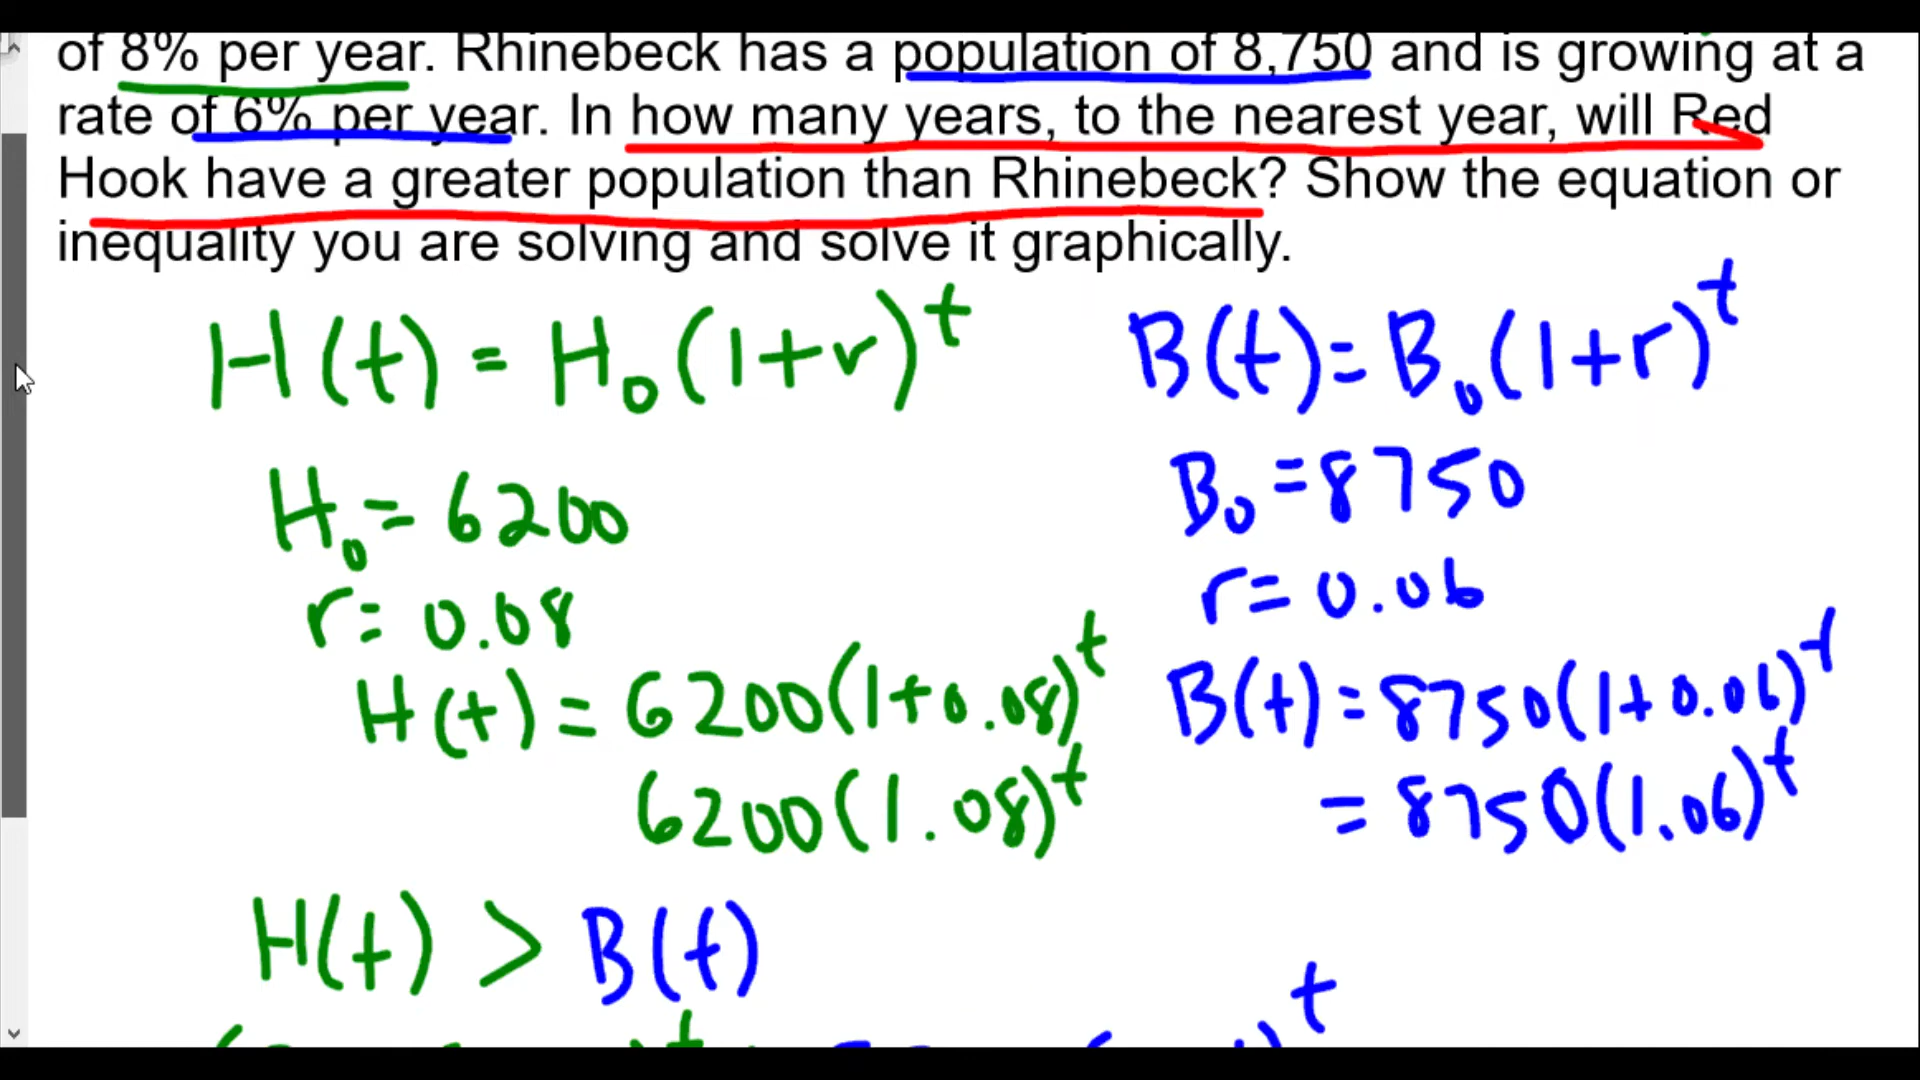 of 8% per year. Rhinebeck has a population of 8,750 and is growing at a
rate of 6% per year. In how many years, to the nearest year, will Red
Hook have a greater population than Rhinebeck? Show the equation or
inequality you are solving and solve it graphically.
H(t) = H₀(1+r)ᵗ
B(t) = B₀(1+r)ᵗ
H₀ = 6200
B₀ = 8750
r = 0.08
r = 0.06
H(t) = 6200(1+0.08)ᵗ
B(t) = 8750(1+0.06)ᵗ
6200(1.08)ᵗ
= 8750(1.06)ᵗ
H(t) > B(t)